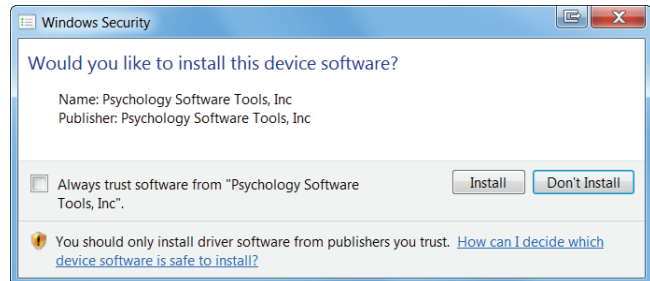 Windows Security
Would you like to install this device software?
Name: Psychology Software Tools, Inc
Publisher: Psychology Software Tools, Inc
Always trust software from "Psychology Software
Tools, Inc".
Install
Don't Install
You should only install driver software from publishers you trust. How can I decide which
device software is safe to install?